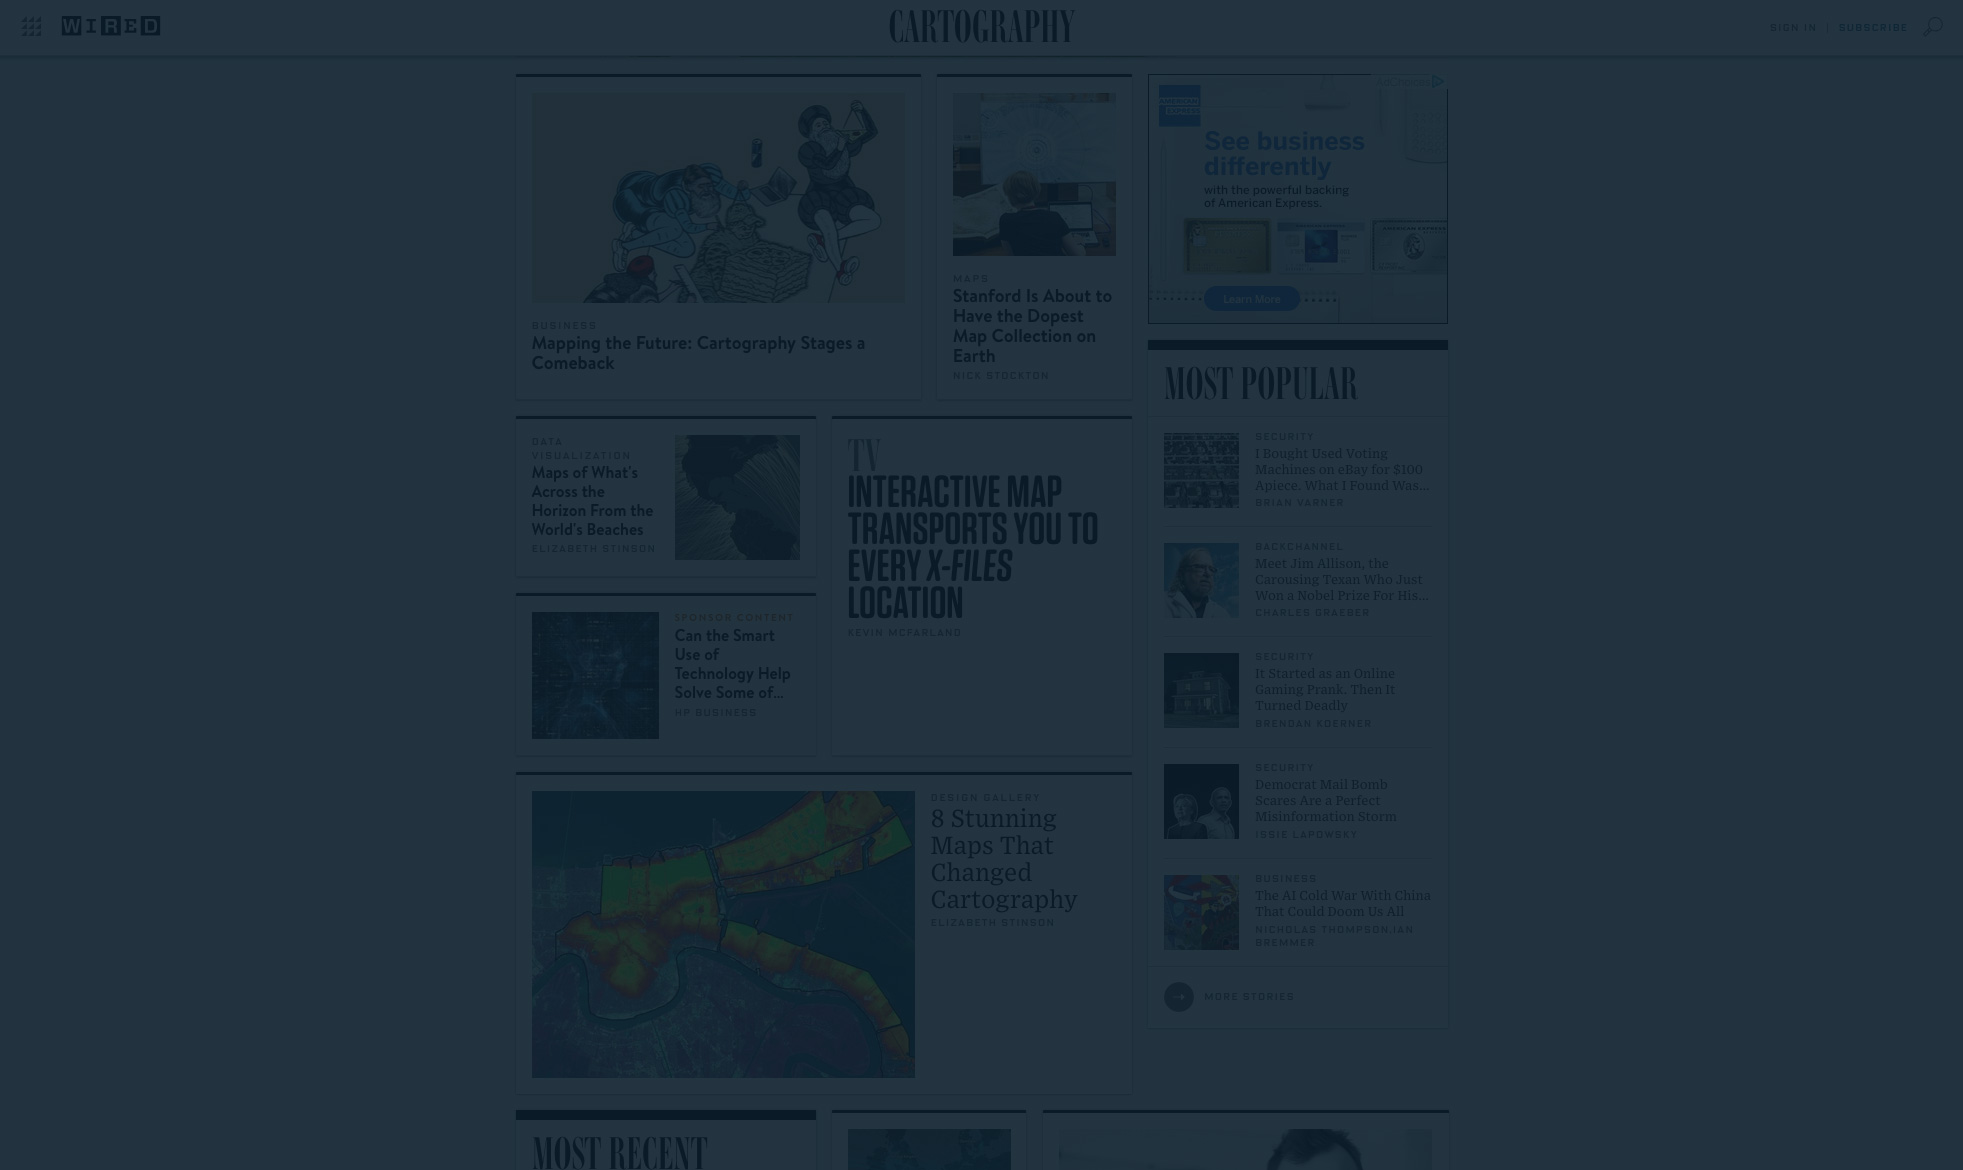 WIRED
CARTOGRAPHY
SIGN IN | SUBSCRIBE
BUSINESS
Mapping the Future: Cartography Stages a
Comeback
MAPS
Stanford Is About to
Have the Dopest
Map Collection on
Earth
NICK STOCKTON
AdChoices
AMERICAN
EXPRESS
See business
differently
with the powerful backing
of American Express.
Learn More
DATA
VISUALIZATION
Maps of What's
Across the
Horizon From the
World's Beaches
ELIZABETH STINSON
TV
INTERACTIVE MAP
TRANSPORTS YOU TO
EVERY X-FILES
LOCATION
KEVIN MCFARLAND
SPONSOR CONTENT
Can the Smart
Use of
Technology Help
Solve Some of...
HP BUSINESS
DESIGN GALLERY
8 Stunning
Maps That
Changed
Cartography
ELIZABETH STINSON
MOST POPULAR
SECURITY
I Bought Used Voting
Machines on eBay for $100
Apiece. What I Found Was...
BRIAN VARNER
BACKCHANNEL
Meet Jim Allison, the
Carousing Texan Who Just
Won a Nobel Prize For His...
CHARLES GRAEBER
SECURITY
It Started as an Online
Gaming Prank. Then It
Turned Deadly
BRENDAN KOERNER
SECURITY
Democrat Mail Bomb
Scares Are a Perfect
Misinformation Storm
ISSIE LAPOWSKY
BUSINESS
The AI Cold War With China
That Could Doom Us All
NICHOLAS THOMPSON,IAN
BREMMER
MORE STORIES
MOST RECENT